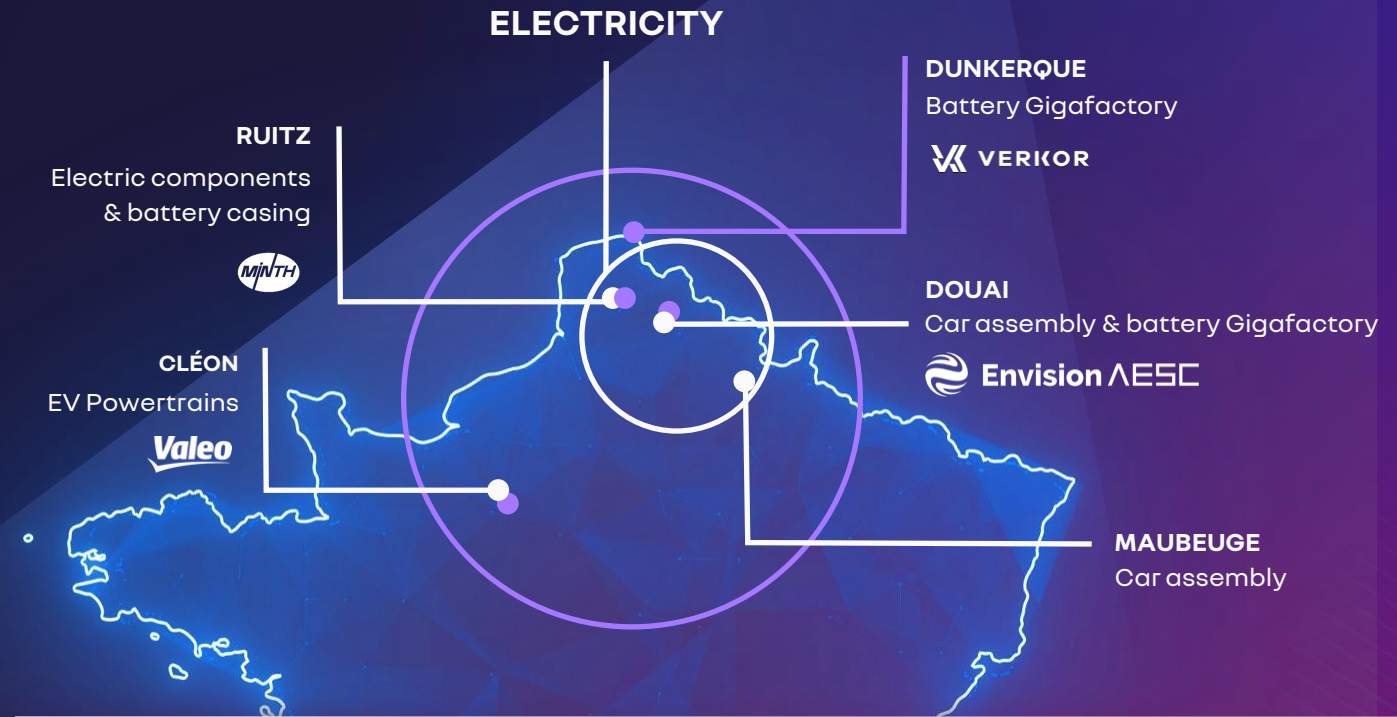 ELECTRICITY
RUITZ
Electric components
& battery casing
MINTH
CLÉON
EV Powertrains
Valeo
DUNKERQUE
Battery Gigafactory
VERKOR
DOUAI
Car assembly & battery Gigafactory
Envision AESC
MAUBEUGE
Car assembly